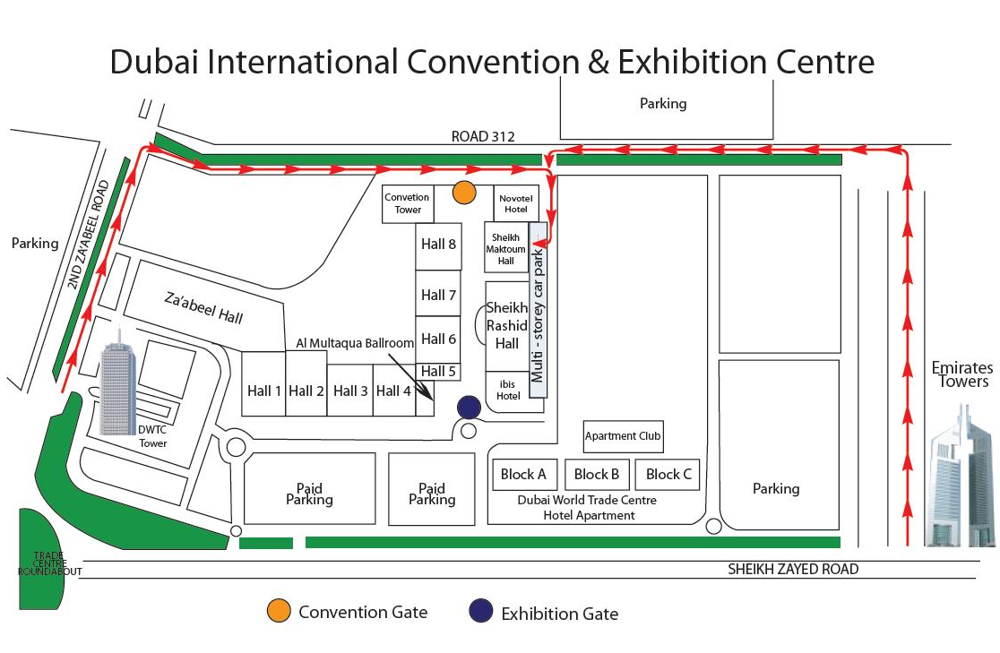 Dubai International Convention & Exhibition Centre
Parking
ROAD 312
2ND ZA'ABEEL ROAD
Parking
Convetion
Tower
Novotel
Hotel
Hall 8
Sheikh
Maktoum
Hall
Multi - storey car park
Hall 7
Za'abeel Hall
Sheikh
Rashid
Hall
Al Multaqua Ballroom
Hall 6
Hall 5
Hall 1
Hall 2
Hall 3
Hall 4
ibis
Hotel
Emirates
Towers
DWTC
Tower
Apartment Club
Paid
Parking
Paid
Parking
Block A
Block B
Block C
Dubai World Trade Centre
Hotel Apartment
Parking
TRADE
CENTRE
ROUNDABOUT
SHEIKH ZAYED ROAD
Convention Gate
Exhibition Gate